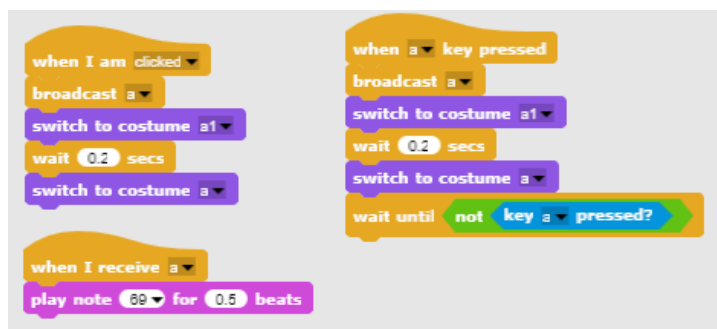 when I am clicked
broadcast a
switch to costume a1
wait 0.2 secs
switch to costume a
when I receive a
play note 69 for 0.5 beats
when a key pressed
broadcast a
switch to costume a1
wait 0.2 secs
switch to costume a
wait until not key a pressed?